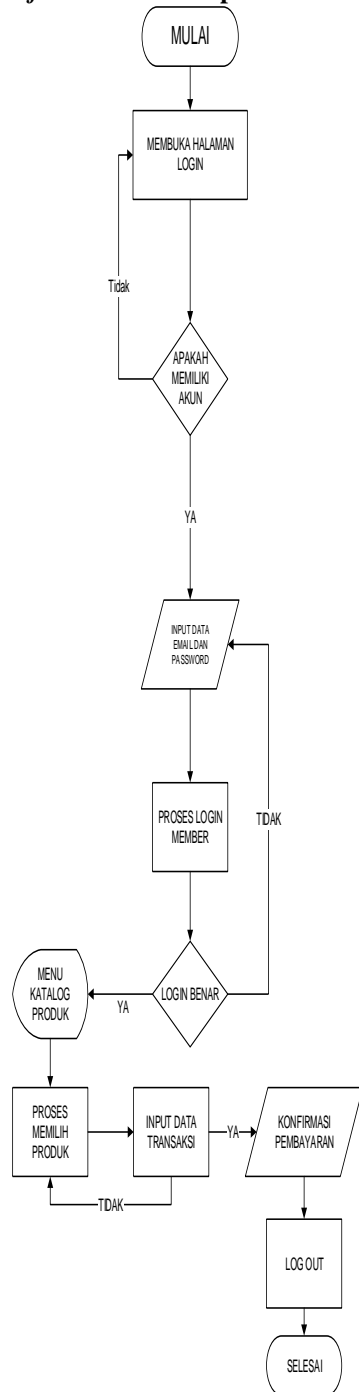 MULAI
MEMBUKA HALAMAN
LOGIN
Tidak
APAKAH
MEMILIKI
AKUN
YA
INPUT DATA
EMAIL DAN
PASSWORD
PROSES LOGIN
MEMBER
TIDAK
MENU
KATALOG
PRODUK
YA
LOGIN BENAR
PROSES
MEMILIH
PRODUK
INPUT DATA
TRANSAKSI
YA
KONFIRMASI
PEMBAYARAN
TIDAK
LOG OUT
SELESAI